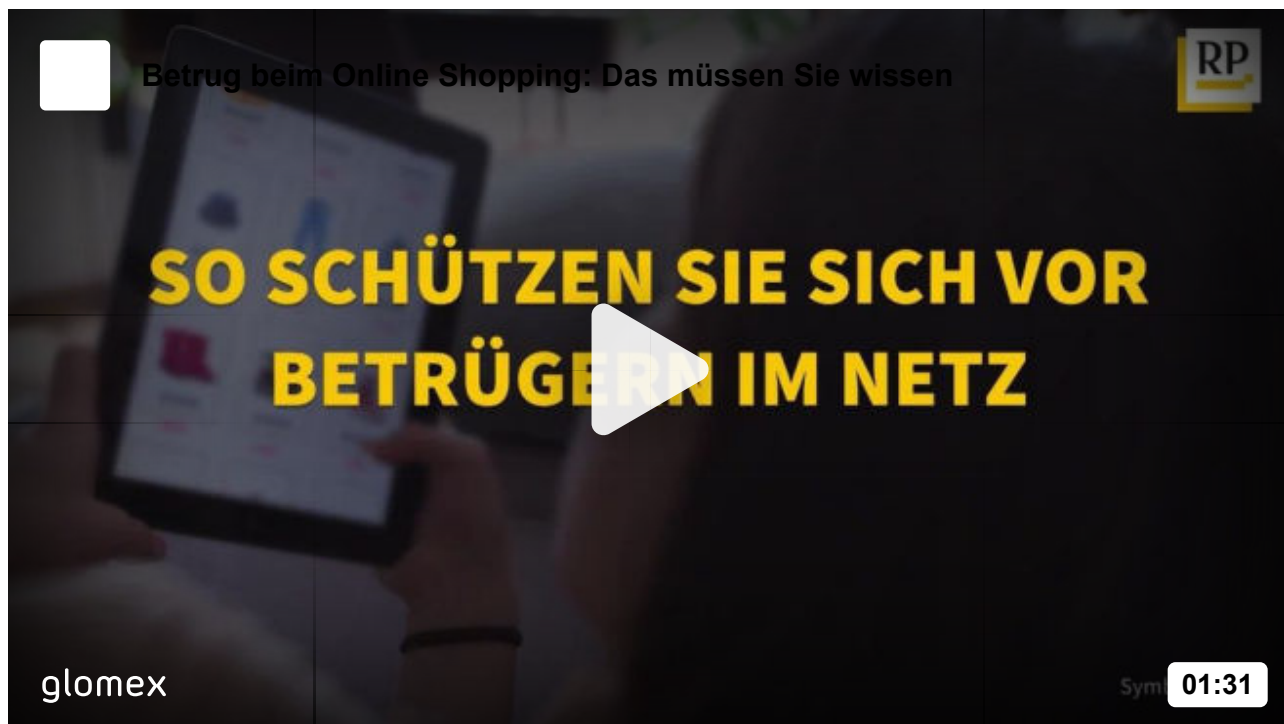 Betrug beim Online Shopping: Das müssen Sie wissen
RP
SO SCHÜTZEN SIE SICH VOR
BETRÜGERN IM NETZ
glomex
01:31